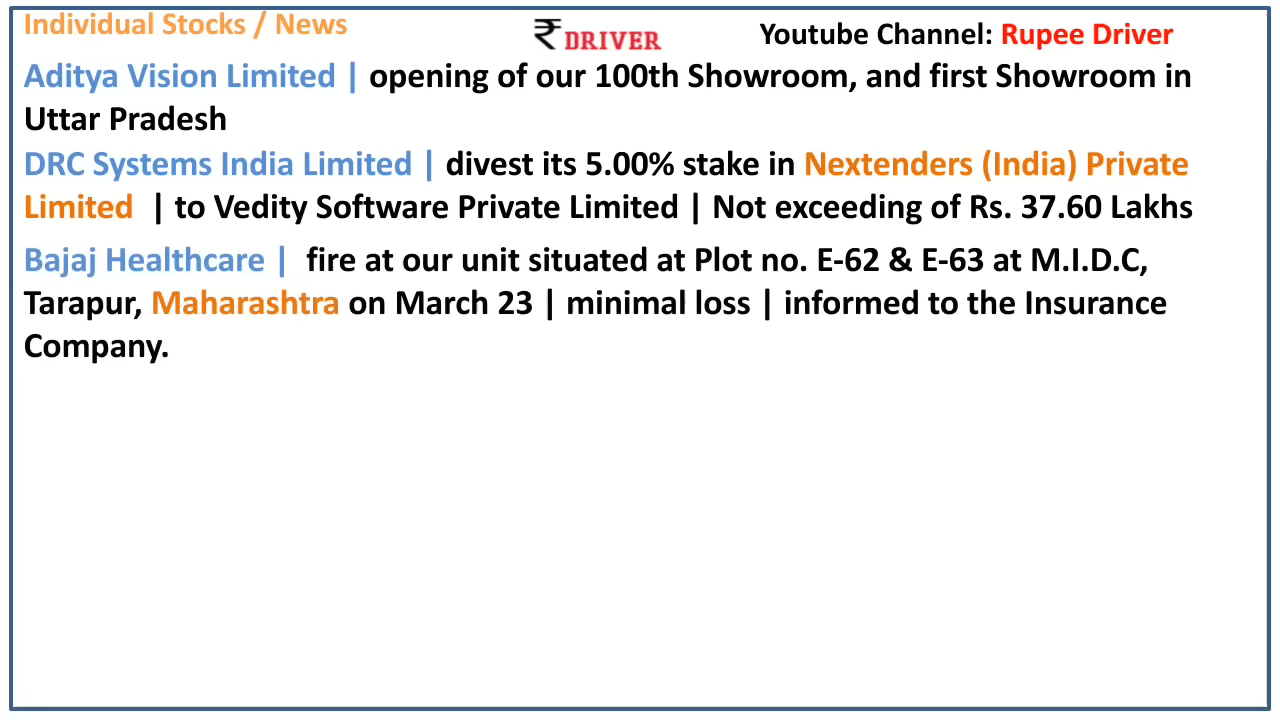 Individual Stocks / News
₹ DRIVER
Youtube Channel: Rupee Driver
Aditya Vision Limited | opening of our 100th Showroom, and first Showroom in
Uttar Pradesh
DRC Systems India Limited | divest its 5.00% stake in Nextenders (India) Private
Limited | to Vedity Software Private Limited | Not exceeding of Rs. 37.60 Lakhs
Bajaj Healthcare | fire at our unit situated at Plot no. E-62 & E-63 at M.I.D.C,
Tarapur, Maharashtra on March 23 | minimal loss | informed to the Insurance
Company.